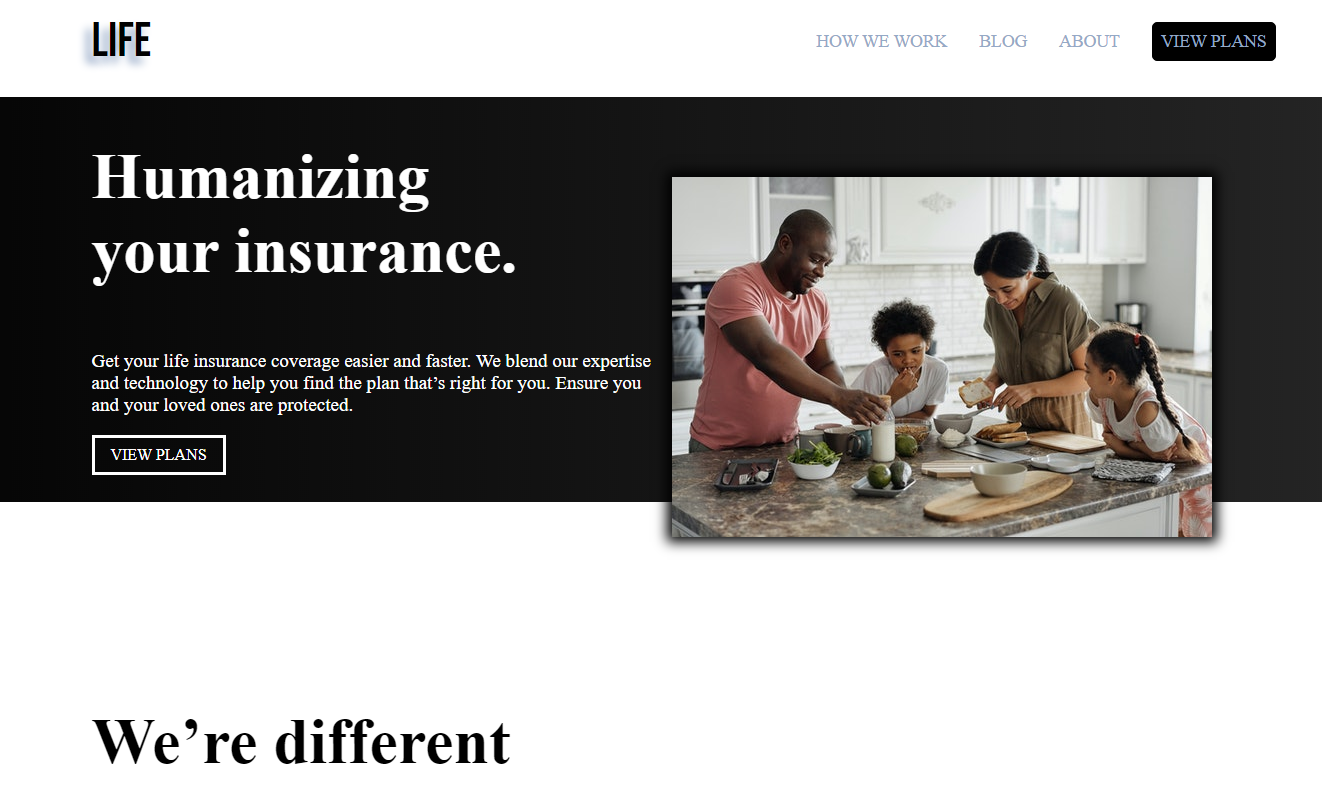 LIFE
HOW WE WORK
BLOG
ABOUT
VIEW PLANS
Humanizing
your insurance.
Get your life insurance coverage easier and faster. We blend our expertise
and technology to help you find the plan that’s right for you. Ensure you
and your loved ones are protected.
VIEW PLANS
We’re different